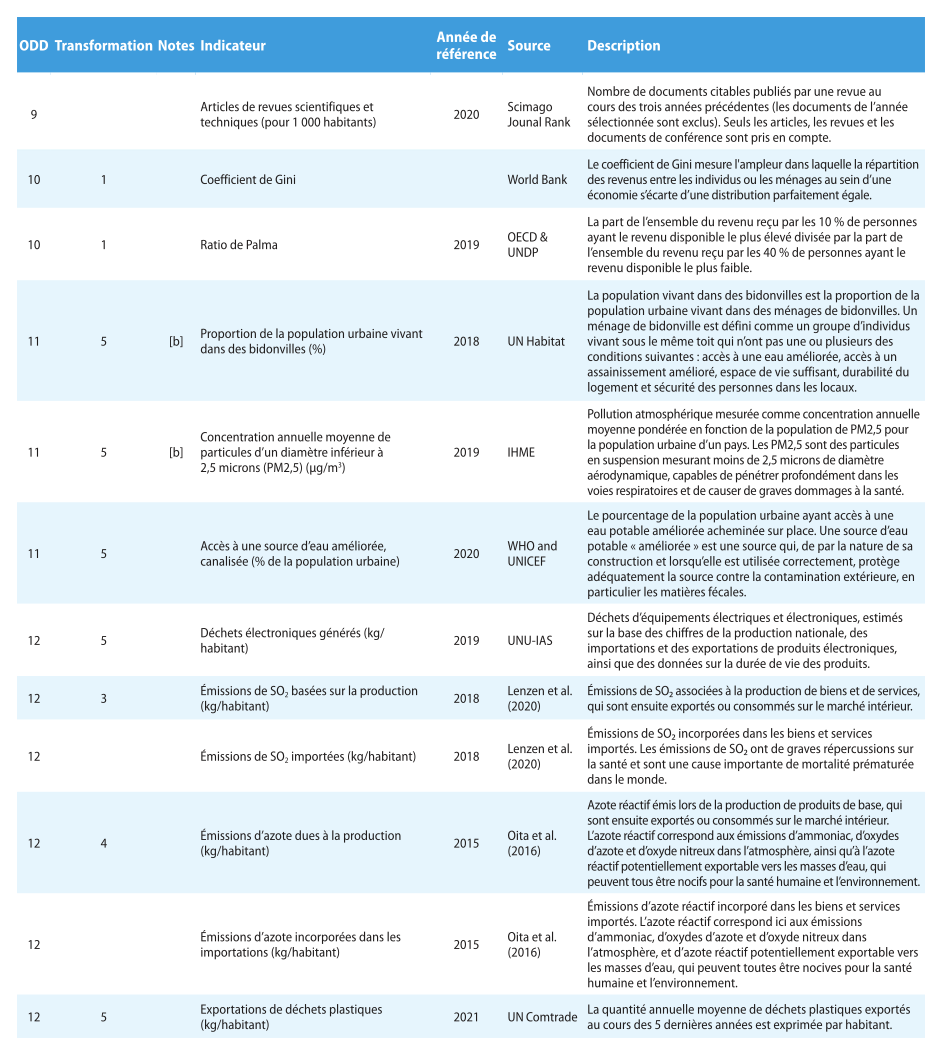 ODD Transformation Notes Indicateur Année de référence Source Description
9 Articles de revues scientifiques et techniques (pour 1 000 habitants) 2020 Scimago Jounal Rank Nombre de documents citables publiés par une revue au
cours des trois années précédentes (les documents de l’année
sélectionnée sont exclus). Seuls les articles, les revues et les
documents de conférence sont pris en compte.
10 1 Coefficient de Gini World Bank Le coefficient de Gini mesure l'ampleur dans laquelle la répartition
des revenus entre les individus ou les ménages au sein d’une
économie s’écarte d’une distribution parfaitement égale.
10 1 Ratio de Palma 2019 OECD & UNDP La part de l’ensemble du revenu reçu par les 10 % de personnes
ayant le revenu disponible le plus élevé divisée par la part de
l’ensemble du revenu reçu par les 40 % de personnes ayant le
revenu disponible le plus faible.
11 5 [b] Proportion de la population urbaine vivant dans des bidonvilles (%) 2018 UN Habitat La population vivant dans des bidonvilles est la proportion de la
population urbaine vivant dans des ménages de bidonvilles. Un
ménage de bidonville est défini comme un groupe d’individus
vivant sous le même toit qui n’ont pas une ou plusieurs des
conditions suivantes : accès à une eau améliorée, accès à un
assainissement amélioré, espace de vie suffisant, durabilité du
logement et sécurité des personnes dans les locaux.
11 5 [b] Concentration annuelle moyenne de particules d’un diamètre inférieur à 2,5 microns (PM2,5) (µg/m³) 2019 IHME Pollution atmosphérique mesurée comme concentration annuelle
moyenne pondérée en fonction de la population de PM2,5 pour
la population urbaine d’un pays. Les PM2,5 sont des particules
en suspension mesurant moins de 2,5 microns de diamètre
aérodynamique, capables de pénétrer profondément dans les
voies respiratoires et de causer de graves dommages à la santé.
11 5 Accès à une source d’eau améliorée, canalisée (% de la population urbaine) 2020 WHO and UNICEF Le pourcentage de la population urbaine ayant accès à une
eau potable améliorée acheminée sur place. Une source d’eau
potable « améliorée » est une source qui, de par la nature de sa
construction et lorsqu’elle est utilisée correctement, protège
adéquatement la source contre la contamination extérieure, en
particulier les matières fécales.
12 5 Déchets électroniques générés (kg/ habitant) 2019 UNU-IAS Déchets d’équipements électriques et électroniques, estimés
sur la base des chiffres de la production nationale, des
importations et des exportations de produits électroniques,
ainsi que des données sur la durée de vie des produits.
12 3 Émissions de SO₂ basées sur la production (kg/habitant) 2018 Lenzen et al. (2020) Émissions de SO₂ associées à la production de biens et de services,
qui sont ensuite exportés ou consommés sur le marché intérieur.
12 Émissions de SO₂ importées (kg/habitant) 2018 Lenzen et al. (2020) Émissions de SO₂ incorporées dans les biens et services
importés. Les émissions de SO₂ ont de graves répercussions sur
la santé et sont une cause importante de mortalité prématurée
dans le monde.
12 4 Émissions d’azote dues à la production (kg/habitant) 2015 Oita et al. (2016) Azote réactif émis lors de la production de produits de base, qui
sont ensuite exportés ou consommés sur le marché intérieur.
L’azote réactif correspond aux émissions d’ammoniac, d’oxydes
d’azote et d’oxyde nitreux dans l’atmosphère, ainsi qu’à l’azote
réactif potentiellement exportable vers les masses d’eau, qui
peuvent tous être nocifs pour la santé humaine et l’environnement.
12 Émissions d’azote incorporées dans les importations (kg/habitant) 2015 Oita et al. (2016) Émissions d’azote réactif incorporé dans les biens et services
importés. L’azote réactif correspond ici aux émissions
d’ammoniac, d’oxydes d’azote et d’oxyde nitreux dans
l’atmosphère, et d’azote réactif potentiellement exportable vers
les masses d’eau, qui peuvent toutes être nocives pour la santé
humaine et l’environnement.
12 5 Exportations de déchets plastiques (kg/habitant) 2021 UN Comtrade La quantité annuelle moyenne de déchets plastiques exportés
au cours des 5 dernières années est exprimée par habitant.